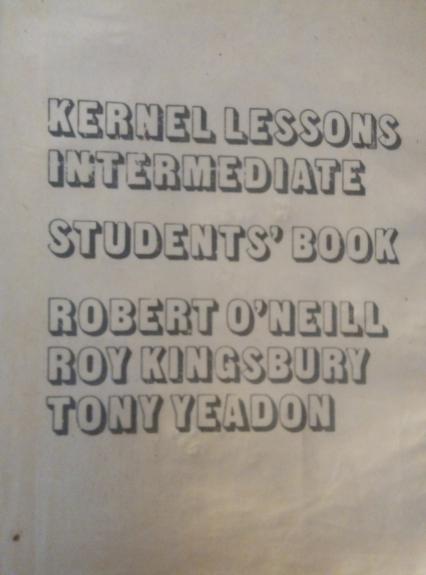 KERNEL LESSONS
INTERMEDIATE
STUDENTS' BOOK
ROBERT O'NEILL
ROY KINGSBURY
TONY YEADON